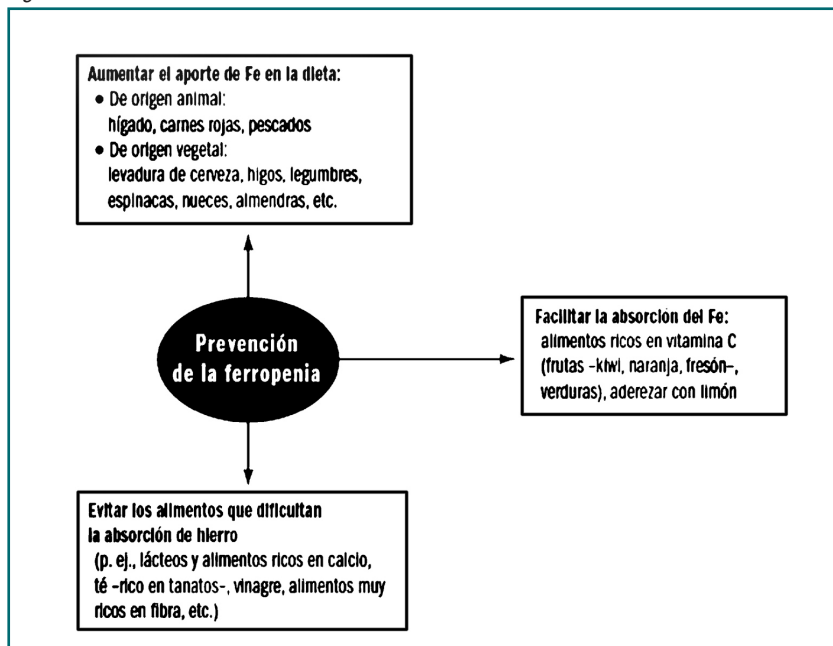 Aumentar el aporte de Fe en la dieta:
● De origen animal:
hígado, carnes rojas, pescados
● De origen vegetal:
levadura de cerveza, higos, legumbres,
espinacas, nueces, almendras, etc.
Prevención
de la ferropenia
Facilitar la absorción del Fe:
alimentos ricos en vitamina C
(frutas –kiwi, naranja, fresón–,
verduras), aderezar con limón
Evitar los alimentos que dificultan
la absorción de hierro
(p. ej., lácteos y alimentos ricos en calcio,
té –rico en tanatos–, vinagre, alimentos muy
ricos en fibra, etc.)